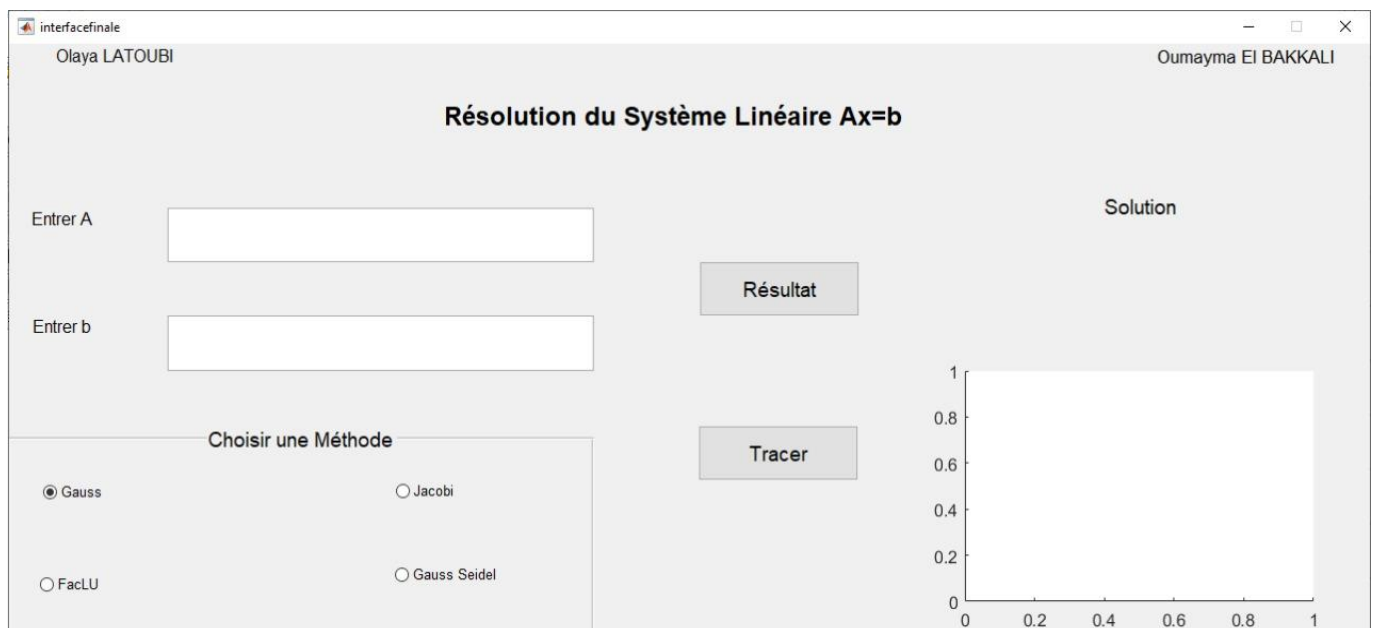 interfacefinale
Olaya LATOUBI
Oumayma El BAKKALI
Résolution du Système Linéaire Ax=b
Entrer A
Solution
Résultat
Entrer b
Choisir une Méthode
Tracer
Gauss
Jacobi
FacLU
Gauss Seidel
1
0.8
0.6
0.4
0.2
0
0 0.2 0.4 0.6 0.8 1